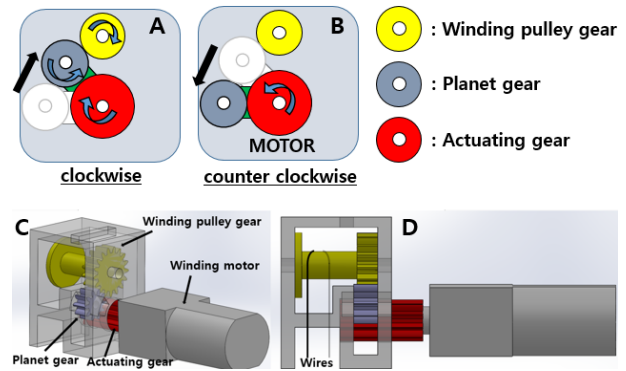 A
B
: Winding pulley gear
: Planet gear
: Actuating gear
MOTOR
clockwise
counter clockwise
C
Winding pulley gear
Winding motor
Planet gear
Actuating gear
D
Wires